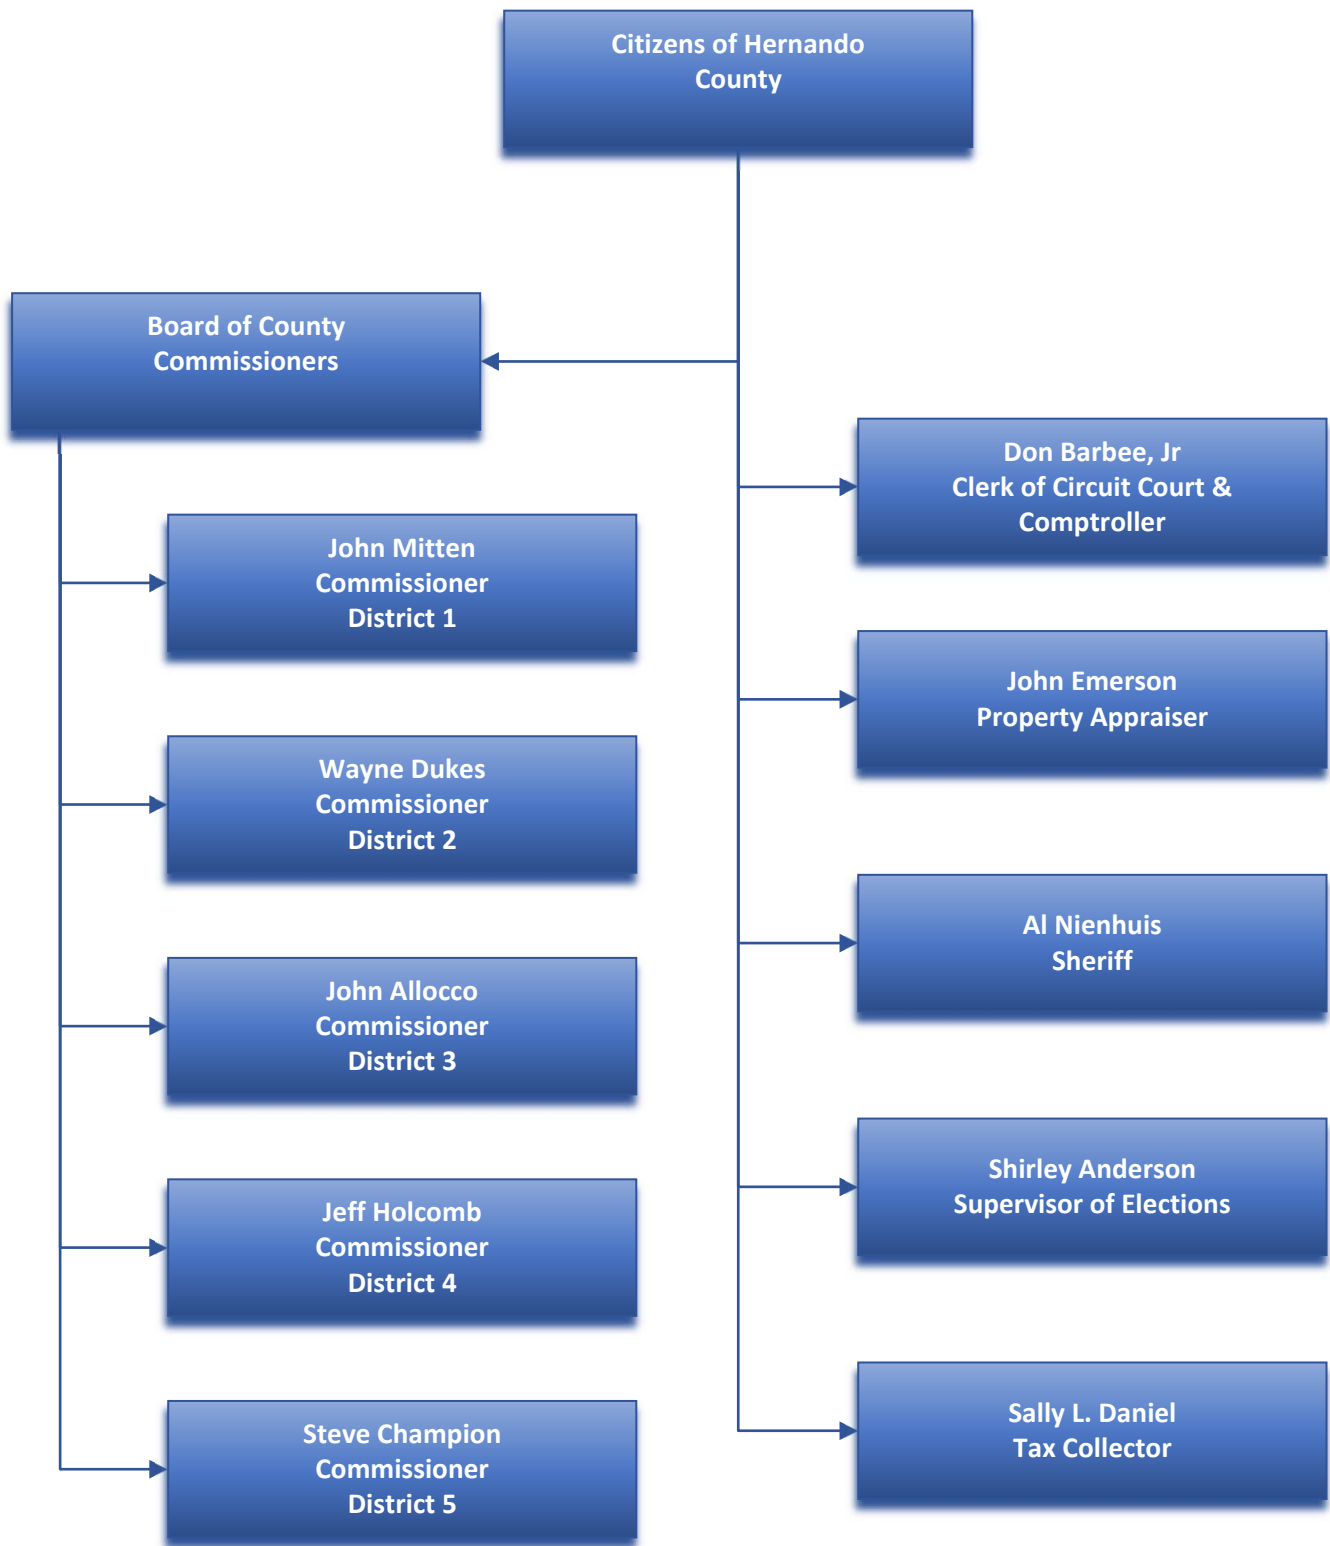 Citizens of Hernando
County
Board of County
Commissioners
Don Barbee, Jr
Clerk of Circuit Court &
Comptroller
John Mitten
Commissioner
District 1
John Emerson
Property Appraiser
Wayne Dukes
Commissioner
District 2
Al Nienhuis
Sheriff
John Allocco
Commissioner
District 3
Shirley Anderson
Supervisor of Elections
Jeff Holcomb
Commissioner
District 4
Sally L. Daniel
Tax Collector
Steve Champion
Commissioner
District 5